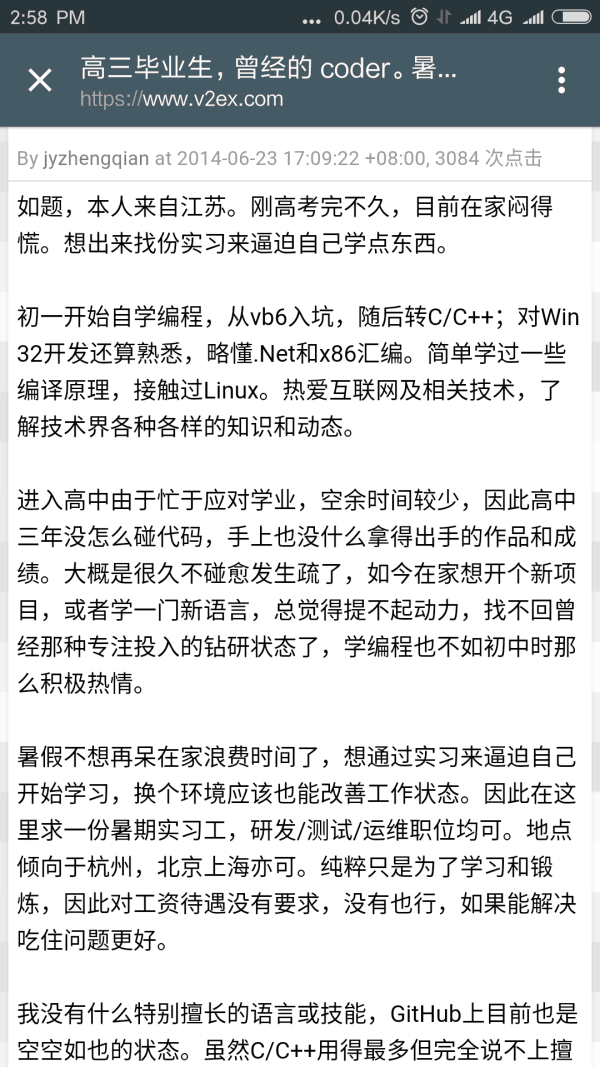 2:58 PM
... 0.04K/s 4G
高三毕业生，曾经的 coder。暑...
https://www.v2ex.com
By jyzhengqian at 2014-06-23 17:09:22 +08:00, 3084 次点击
如题，本人来自江苏。刚高考完不久，目前在家闷得
慌。想出来找份实习来逼迫自己学点东西。
初一开始自学编程，从vb6入坑，随后转C/C++；对Win
32开发还算熟悉，略懂.Net和x86汇编。简单学过一些
编译原理，接触过Linux。热爱互联网及相关技术，了
解技术界各种各样的知识和动态。
进入高中由于忙于应对学业，空余时间较少，因此高中
三年没怎么碰代码，手上也没什么拿得出手的作品和成
绩。大概是很久不碰愈发生疏了，如今在家想开个新项
目，或者学一门新语言，总觉得提不起动力，找不回曾
经那种专注投入的钻研状态了，学编程也不如初中时那
么积极热情。
暑假不想再呆在家浪费时间了，想通过实习来逼迫自己
开始学习，换个环境应该也能改善工作状态。因此在这
里求一份暑期实习工，研发/测试/运维职位均可。地点
倾向于杭州，北京上海亦可。纯粹只是为了学习和锻
炼，因此对工资待遇没有要求，没有也行，如果能解决
吃住问题更好。
我没有什么特别擅长的语言或技能，GitHub上目前也是
空空如也的状态。虽然C/C++用得最多但完全说不上擅